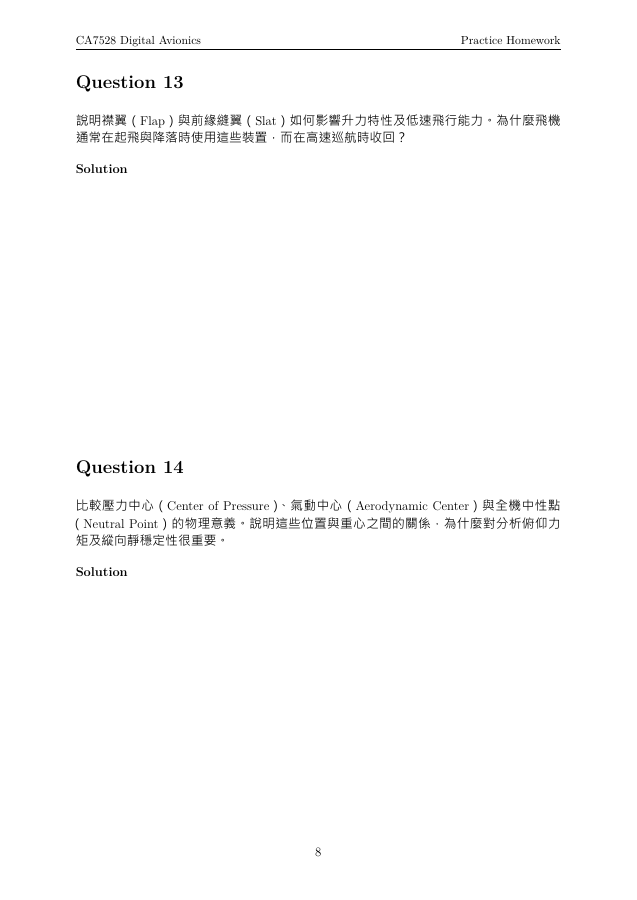 CA7528 Digital Avionics Practice Homework
Question 13
說明襟翼（Flap）與前緣縫翼（Slat）如何影響升力特性及低速飛行能力。為什麼飛機
通常在起飛與降落時使用這些裝置，而在高速巡航時收回？
Solution
Question 14
比較壓力中心（Center of Pressure）、氣動中心（Aerodynamic Center）與全機中性點
（Neutral Point）的物理意義。說明這些位置與重心之間的關係，為什麼對分析俯仰力
矩及縱向靜穩定性很重要。
Solution
8